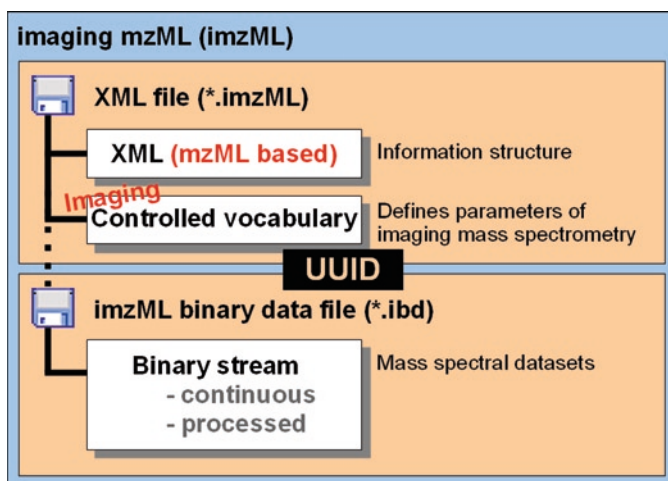 imaging mzML (imzML)
XML file (*.imzML)
XML (mzML based)
Information structure
Imaging
Controlled vocabulary
Defines parameters of
imaging mass spectrometry
UUID
imzML binary data file (*.ibd)
Binary stream
- continuous
- processed
Mass spectral datasets